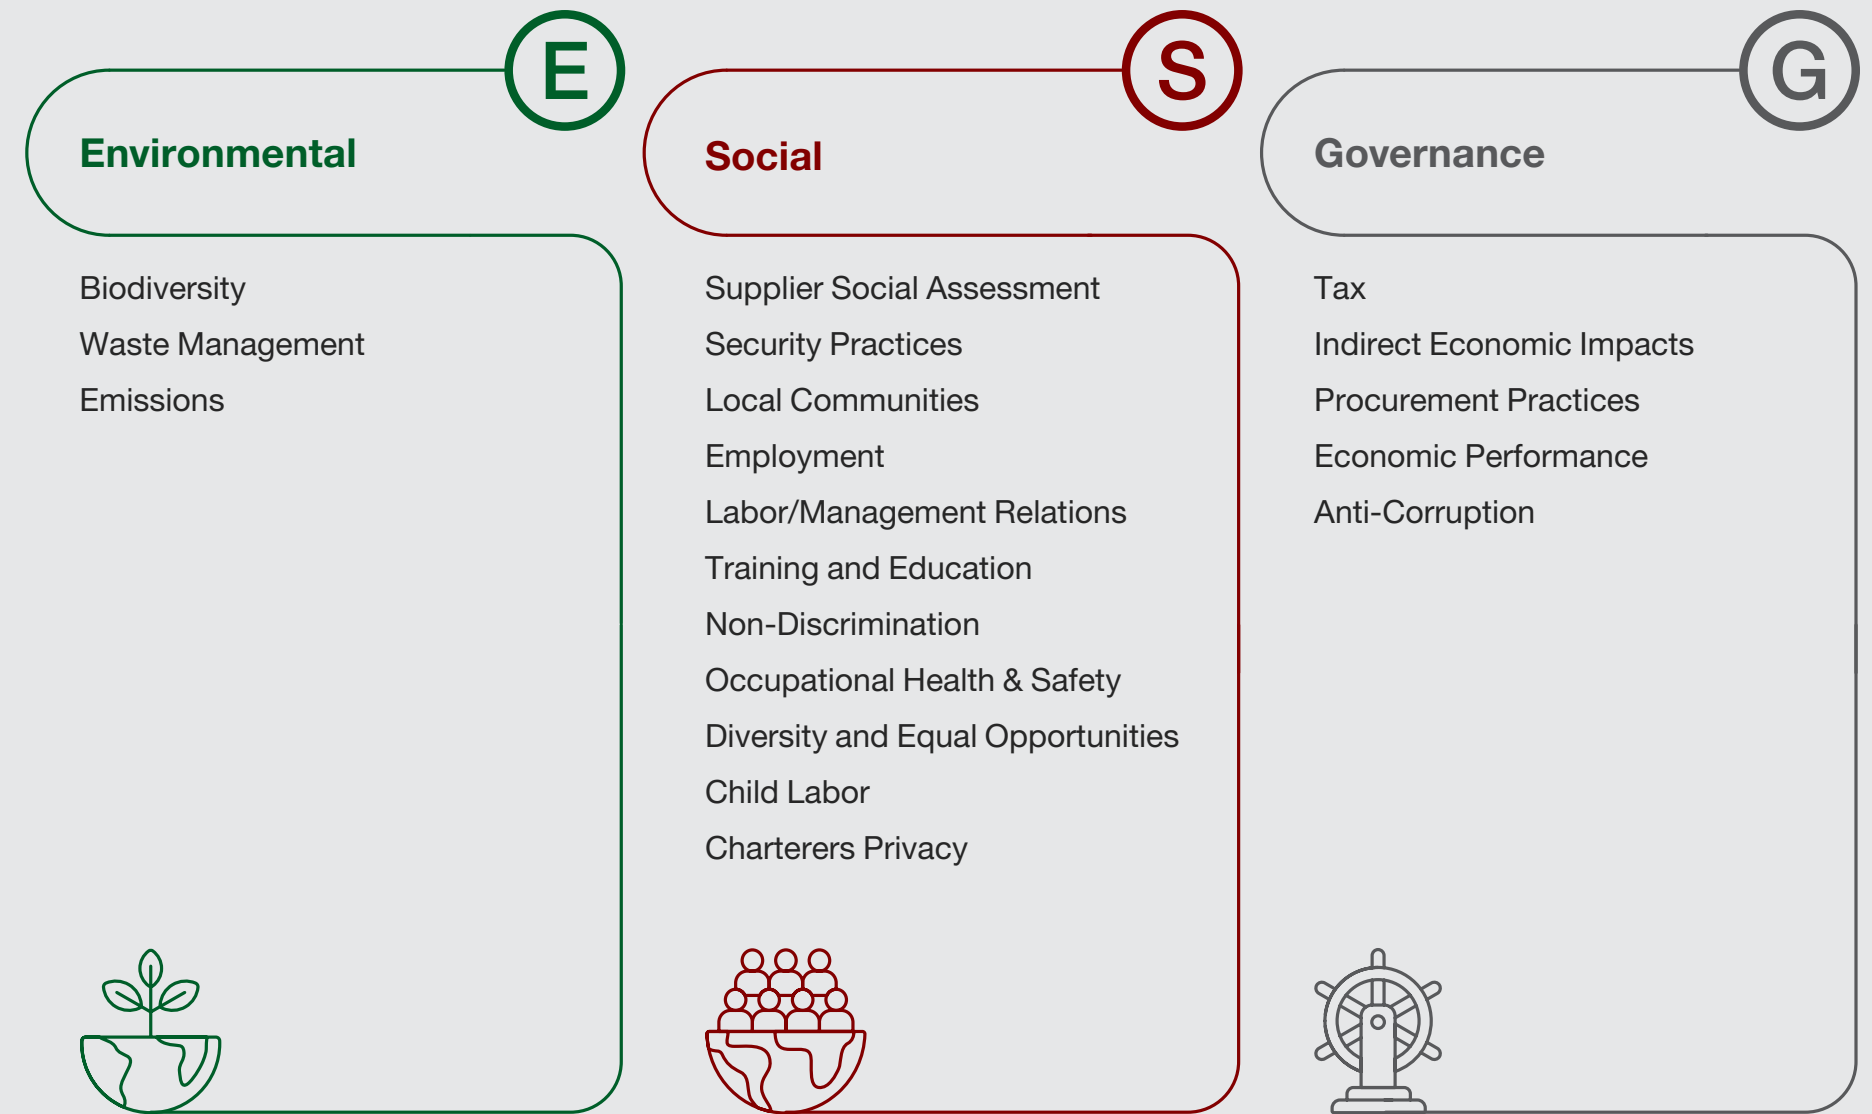 E
Environmental
Biodiversity
Waste Management
Emissions
S
Social
Supplier Social Assessment
Security Practices
Local Communities
Employment
Labor/Management Relations
Training and Education
Non-Discrimination
Occupational Health & Safety
Diversity and Equal Opportunities
Child Labor
Charterers Privacy
G
Governance
Tax
Indirect Economic Impacts
Procurement Practices
Economic Performance
Anti-Corruption